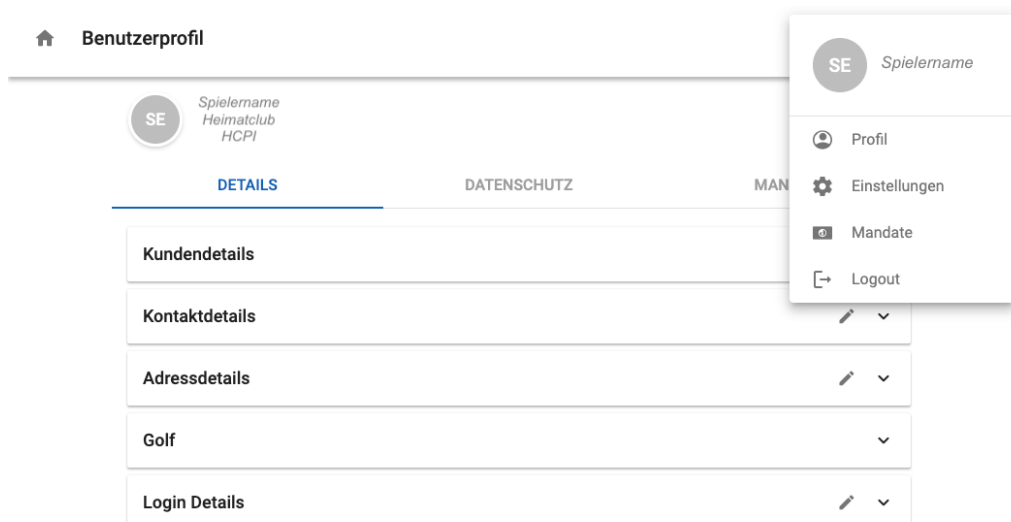 Benutzerprofil
SE
Spielername
SE
Spielername
Heimatclub
HCPI
DETAILS
DATENSCHUTZ
MAN
Profil
Einstellungen
Mandate
Logout
Kundendetails
Kontaktdetails
Adressdetails
Golf
Login Details